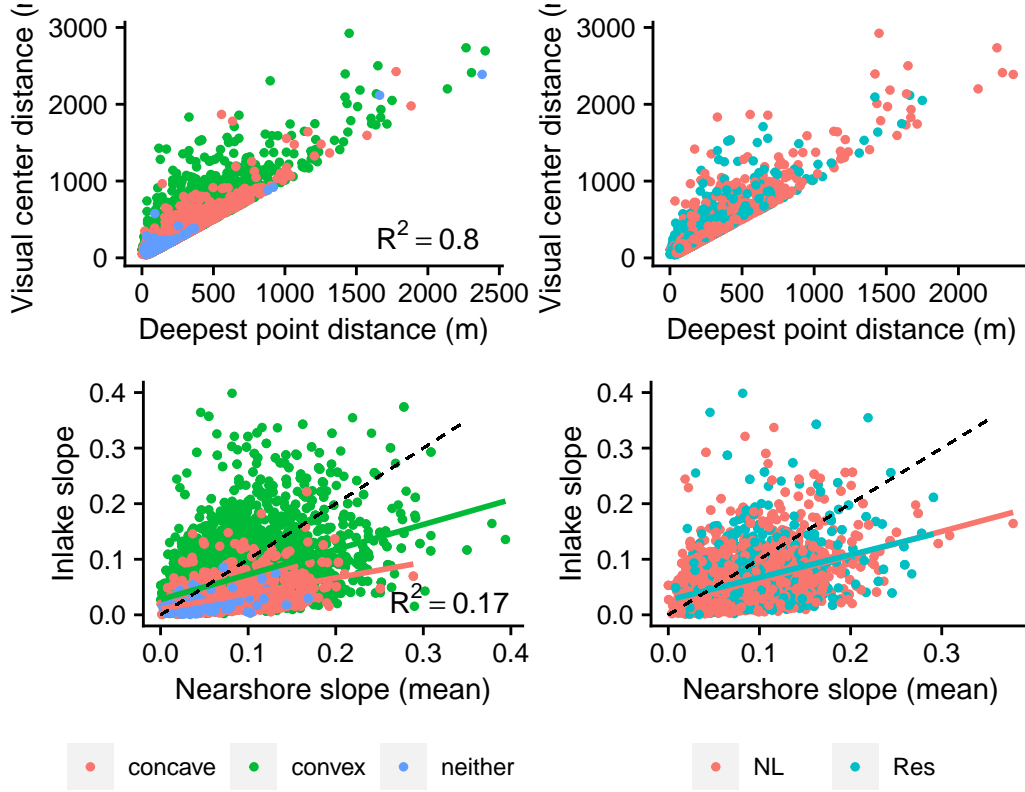 Visual center distance (
3000
2000
1000
0
R² = 0.8
0 500 1000 1500 2000 2500
Deepest point distance (m)
Visual center distance (
3000
2000
1000
0
0 500 1000 1500 2000
Deepest point distance (m)
Inlake slope
0.4
0.3
0.2
0.1
0.0
R² = 0.17
0.0 0.1 0.2 0.3 0.4
Nearshore slope (mean)
Inlake slope
0.4
0.3
0.2
0.1
0.0
0.0 0.1 0.2 0.3
Nearshore slope (mean)
concave convex neither
NL Res